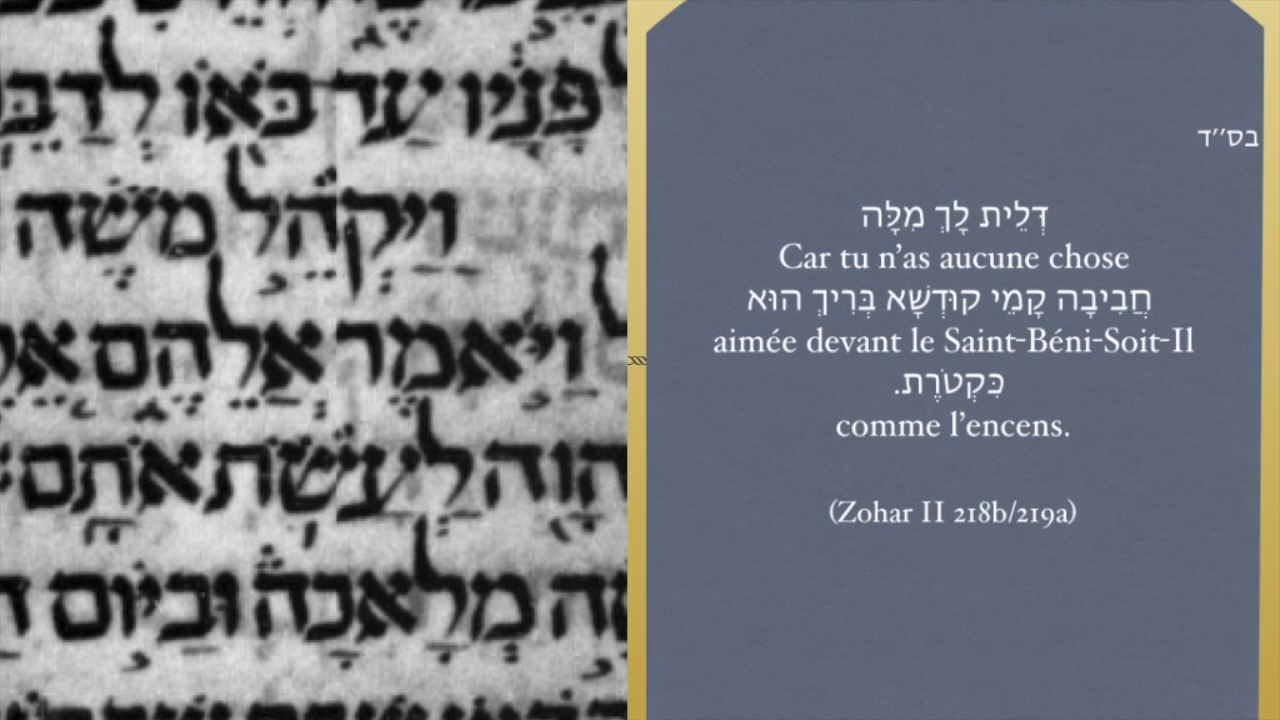 פָּנָיו עַד בֹּאוֹ לְדַבֵּ
וַיַּקְהֵל מֹשֶׁה
וַיֹּאמֶר אֲלֵהֶם
הוָה לַעֲשֹׂת אֹתָם
מְלָאכָה וּבַיּוֹם
בס’’ד
דְּלֵית לָךְ מִלָּה
Car tu n’as aucune chose
חֲבִיבָה קָמֵי קוּדְשָׁא בְּרִיךְ הוּא
aimée devant le Saint-Béni-Soit-Il
כִּקְטֹרֶת.
comme l’encens.
(Zohar II 218b/219a)